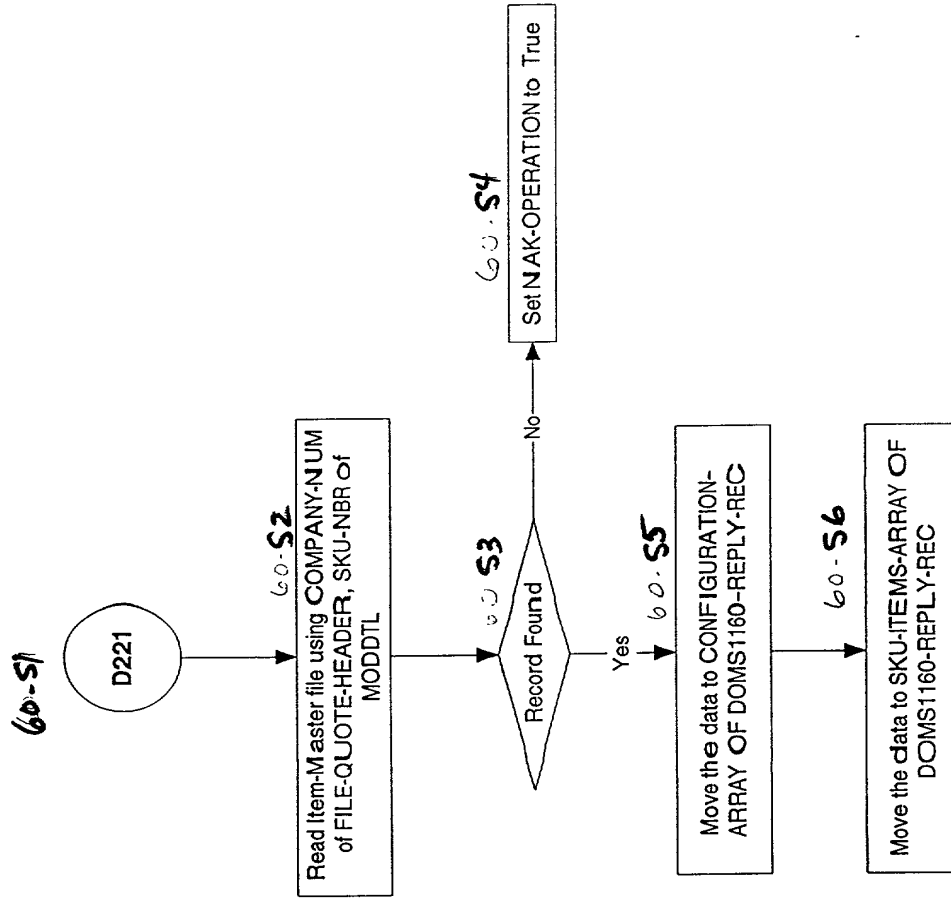 60-S1
D221
60-S2
Read Item-Master file using COMPANY-NUM
of FILE-QUOTE-HEADER, SKU-NBR of
MODDTL
60-S3
Record Found
No
60-S4
Set NAK-OPERATION to True
Yes
60-S5
Move the data to CONFIGURATION-
ARRAY OF DOMS1160-REPLY-REC
60-S6
Move the data to SKU-ITEMS-ARRAY OF
DOMS1160-REPLY-REC